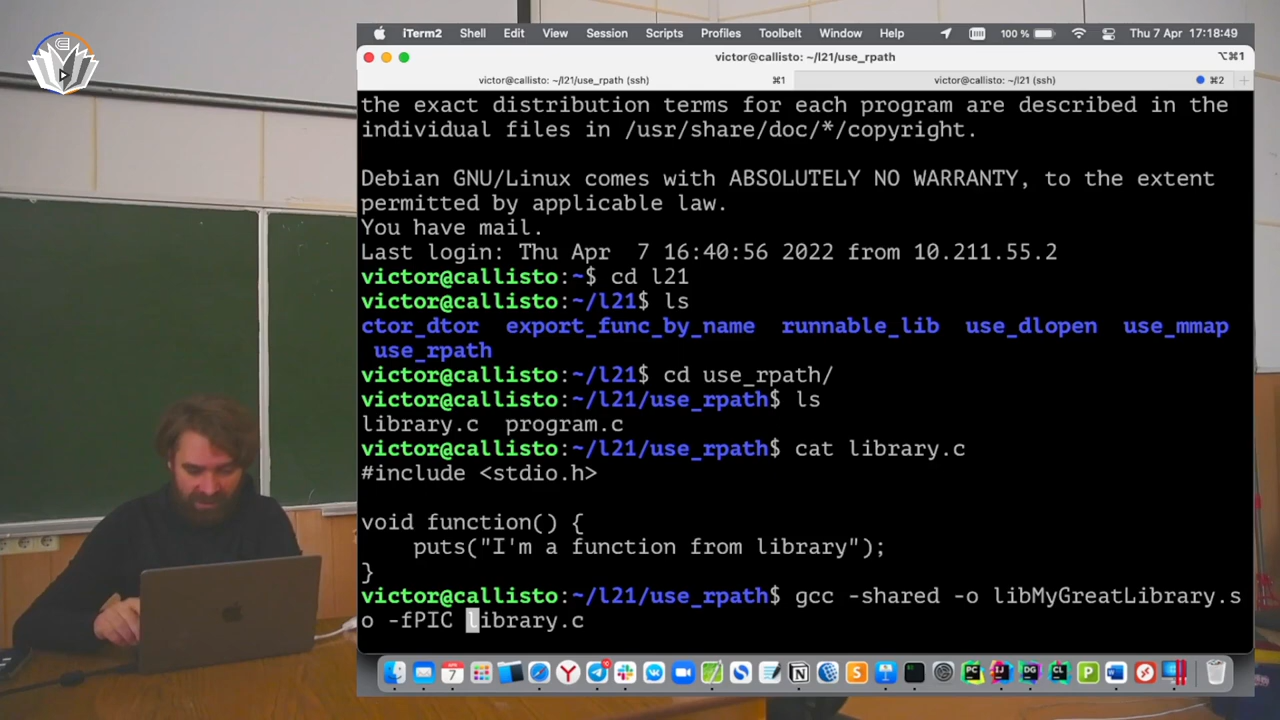 iTerm2 Shell Edit View Session Scripts Profiles Toolbelt Window Help 100 % Thu 7 Apr 17:18:49
victor@callisto: ~/l21/use_rpath ⌥⌘1
victor@callisto: ~/l21/use_rpath (ssh) ⌘1 victor@callisto: ~/l21 (ssh) ⌘2
the exact distribution terms for each program are described in the
individual files in /usr/share/doc/*/copyright.
Debian GNU/Linux comes with ABSOLUTELY NO WARRANTY, to the extent
permitted by applicable law.
You have mail.
Last login: Thu Apr  7 16:40:56 2022 from 10.211.55.2
victor@callisto:~$ cd l21
victor@callisto:~/l21$ ls
ctor_dtor  export_func_by_name  runnable_lib  use_dlopen  use_mmap
use_rpath
victor@callisto:~/l21$ cd use_rpath/
victor@callisto:~/l21/use_rpath$ ls
library.c  program.c
victor@callisto:~/l21/use_rpath$ cat library.c
#include <stdio.h>
void function() {
    puts("I'm a function from library");
}
victor@callisto:~/l21/use_rpath$ gcc -shared -o libMyGreatLibrary.s
o -fPIC library.c